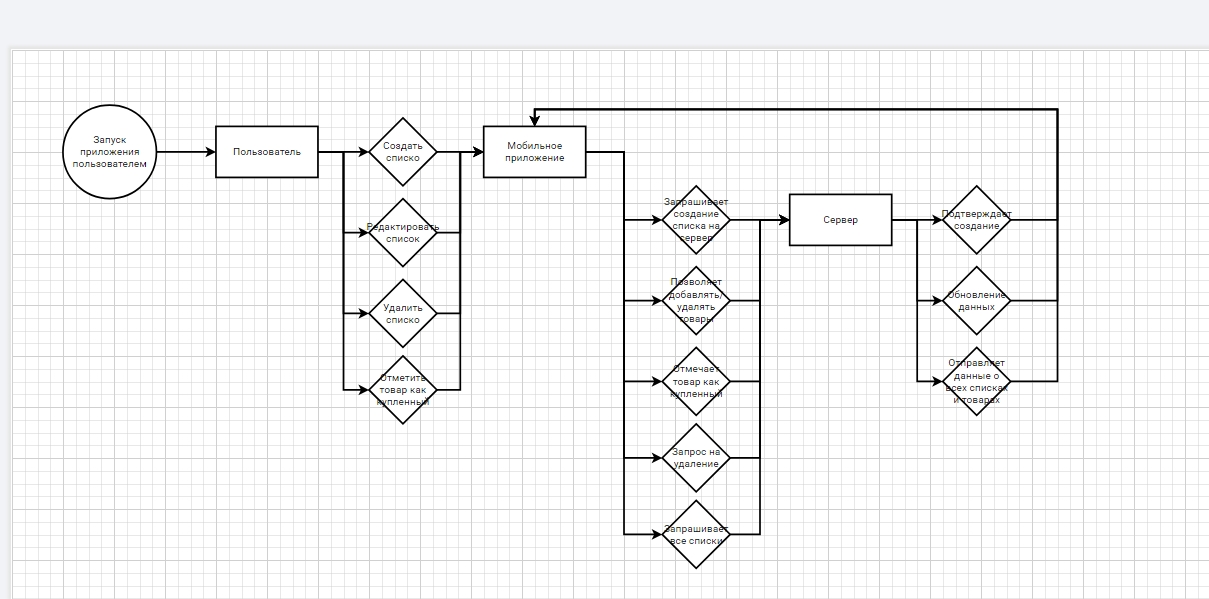 Запуск
приложения
пользователем
Пользователь
Создать
списко
Редактировать
список
Удалить
списко
Отметить
товар как
купленный
Мобильное
приложение
Запрашивает
создание
списка на
сервер
Позволяет
добавлять/
удалять
товары
Отмечает
товар как
купленный
Запрос на
удаление
Запрашивает
все списки
Сервер
Подтверждает
создание
Обновление
данных
Отправляет
данные о
всех списках
и товарах